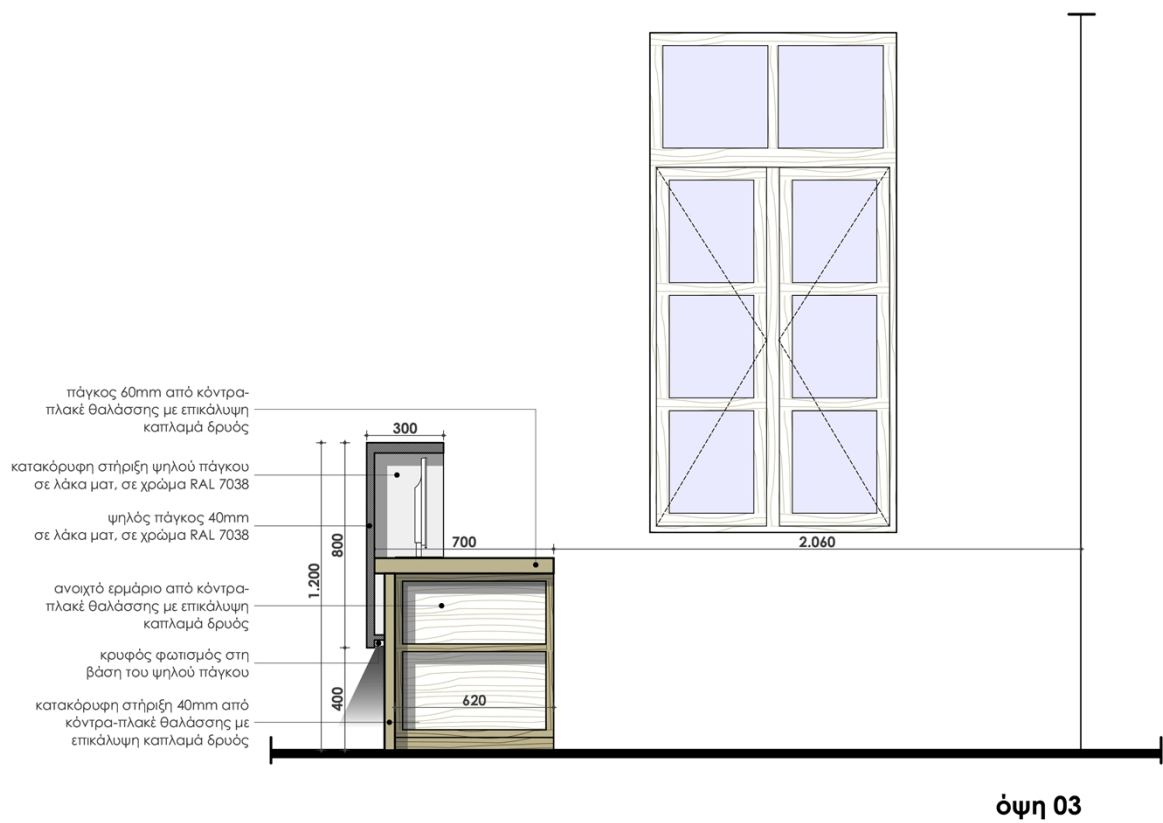 πάγκος 60mm από κόντρα-
πλακέ θαλάσσης με επικάλυψη
καπλαμά δρυός
300
κατακόρυφη στήριξη ψηλού πάγκου
σε λάκα ματ, σε χρώμα RAL 7038
ψηλός πάγκος 40mm
σε λάκα ματ, σε χρώμα RAL 7038
800
700
2.060
1.200
ανοιχτό ερμάριο από κόντρα-
πλακέ θαλάσσης με επικάλυψη
καπλαμά δρυός
κρυφός φωτισμός στη
βάση του ψηλού πάγκου
400
620
κατακόρυφη στήριξη 40mm από
κόντρα-πλακέ θαλάσσης με
επικάλυψη καπλαμά δρυός
όψη 03